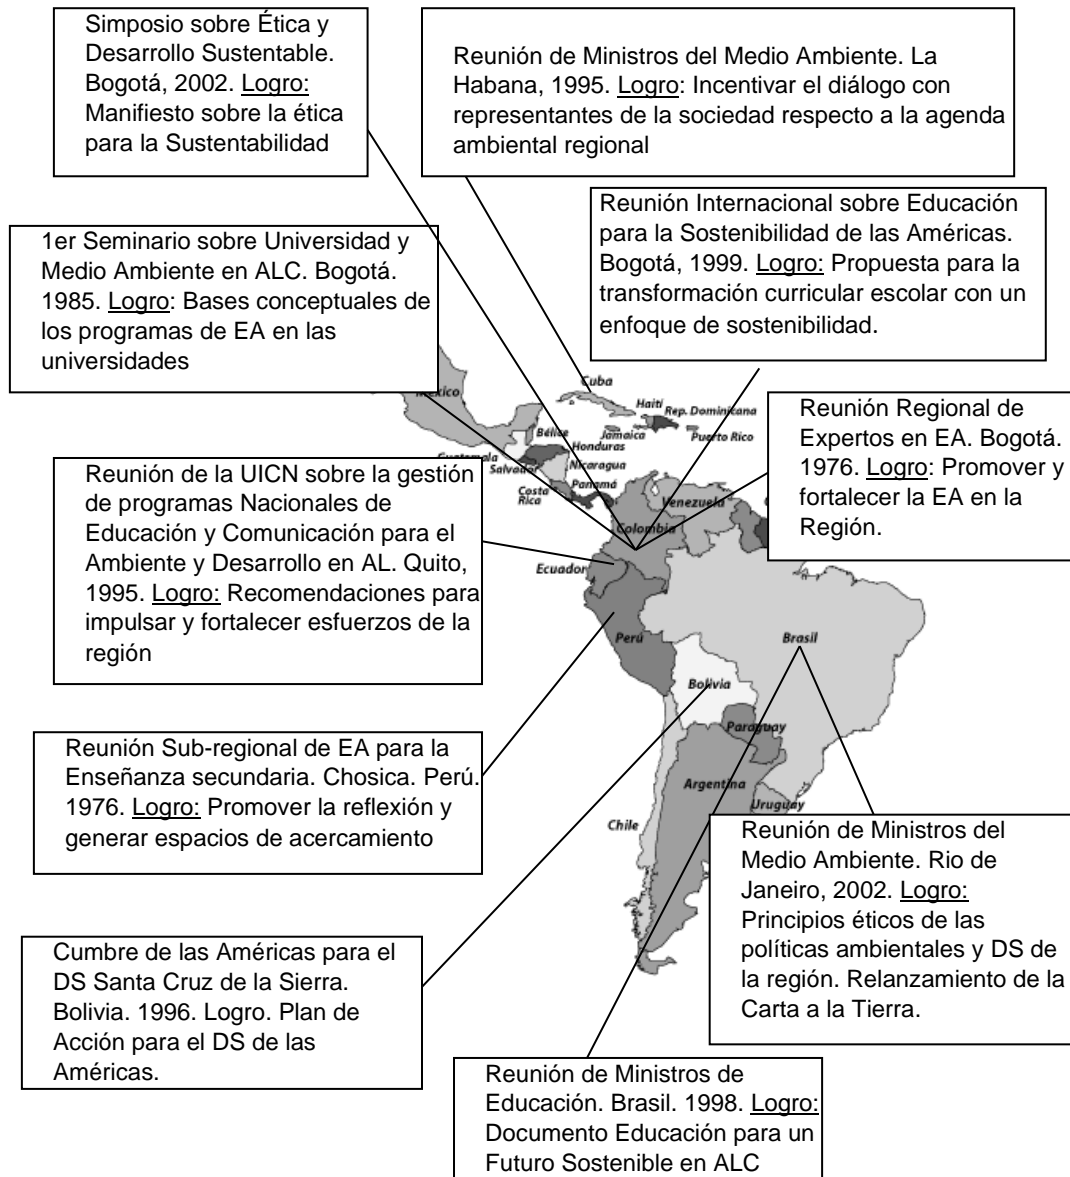 Simposio sobre Ética y
Desarrollo Sustentable.
Bogotá, 2002. Logro:
Manifiesto sobre la ética
para la Sustentabilidad
Reunión de Ministros del Medio Ambiente. La
Habana, 1995. Logro: Incentivar el diálogo con
representantes de la sociedad respecto a la agenda
ambiental regional
Reunión Internacional sobre Educación
para la Sostenibilidad de las Américas.
Bogotá, 1999. Logro: Propuesta para la
transformación curricular escolar con un
enfoque de sostenibilidad.
1er Seminario sobre Universidad y
Medio Ambiente en ALC. Bogotá.
1985. Logro: Bases conceptuales de
los programas de EA en las
universidades
México
Cuba
Haití
Rep. Dominicana
Bélice
Jamaica
Puerto Rico
Honduras
Guatemala
Salvador
Nicaragua
Costa
Rica
Panamá
Venezuela
Colombia
Ecuador
Reunión Regional de
Expertos en EA. Bogotá.
1976. Logro: Promover y
fortalecer la EA en la
Región.
Reunión de la UICN sobre la gestión
de programas Nacionales de
Educación y Comunicación para el
Ambiente y Desarrollo en AL. Quito,
1995. Logro: Recomendaciones para
impulsar y fortalecer esfuerzos de la
región
Perú
Brasil
Bolivia
Paraguay
Argentina
Uruguay
Chile
Reunión Sub-regional de EA para la
Enseñanza secundaria. Chosica. Perú.
1976. Logro: Promover la reflexión y
generar espacios de acercamiento
Reunión de Ministros del
Medio Ambiente. Rio de
Janeiro, 2002. Logro:
Principios éticos de las
políticas ambientales y DS de
la región. Relanzamiento de la
Carta a la Tierra.
Cumbre de las Américas para el
DS Santa Cruz de la Sierra.
Bolivia. 1996. Logro. Plan de
Acción para el DS de las
Américas.
Reunión de Ministros de
Educación. Brasil. 1998. Logro:
Documento Educación para un
Futuro Sostenible en ALC